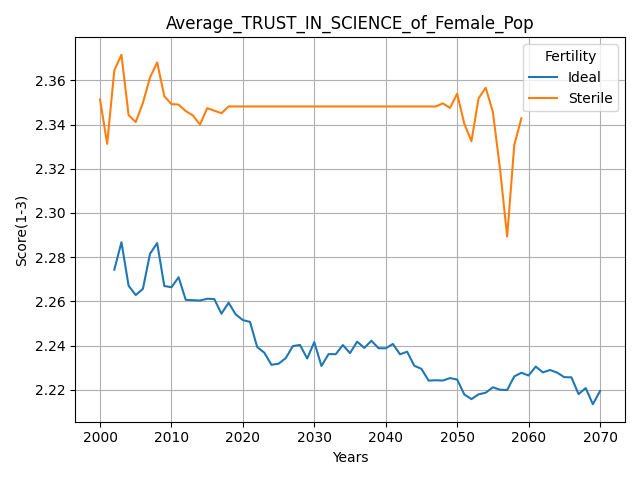 Average_TRUST_IN_SCIENCE_of_Female_Pop
Fertility
Ideal
Sterile
Score(1-3)
2.36
2.34
2.32
2.30
2.28
2.26
2.24
2.22
2000 2010 2020 2030 2040 2050 2060 2070
Years